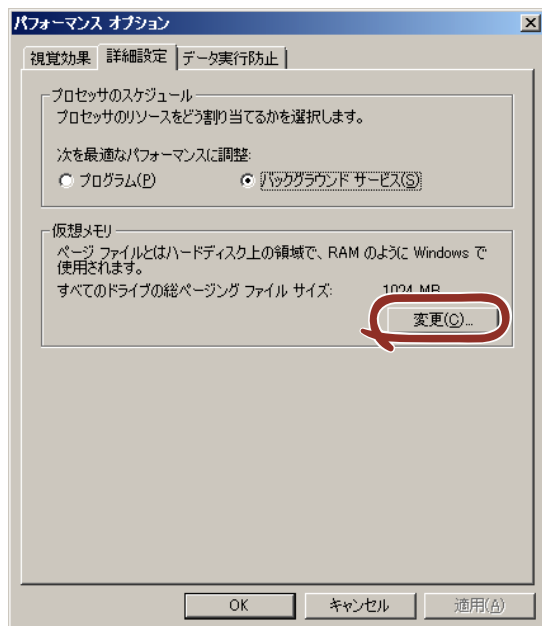 パフォーマンス オプション
視覚効果 詳細設定 データ実行防止
プロセッサのスケジュール
プロセッサのリソースをどう割り当てるかを選択します。
次を最適なパフォーマンスに調整:
プログラム(P) バックグラウンド サービス(S)
仮想メモリ
ページ ファイルとはハードディスク上の領域で、RAM のように Windows で
使用されます。
すべてのドライブの総ページング ファイル サイズ: 1024 MB
変更(C)...
OK キャンセル 適用(A)